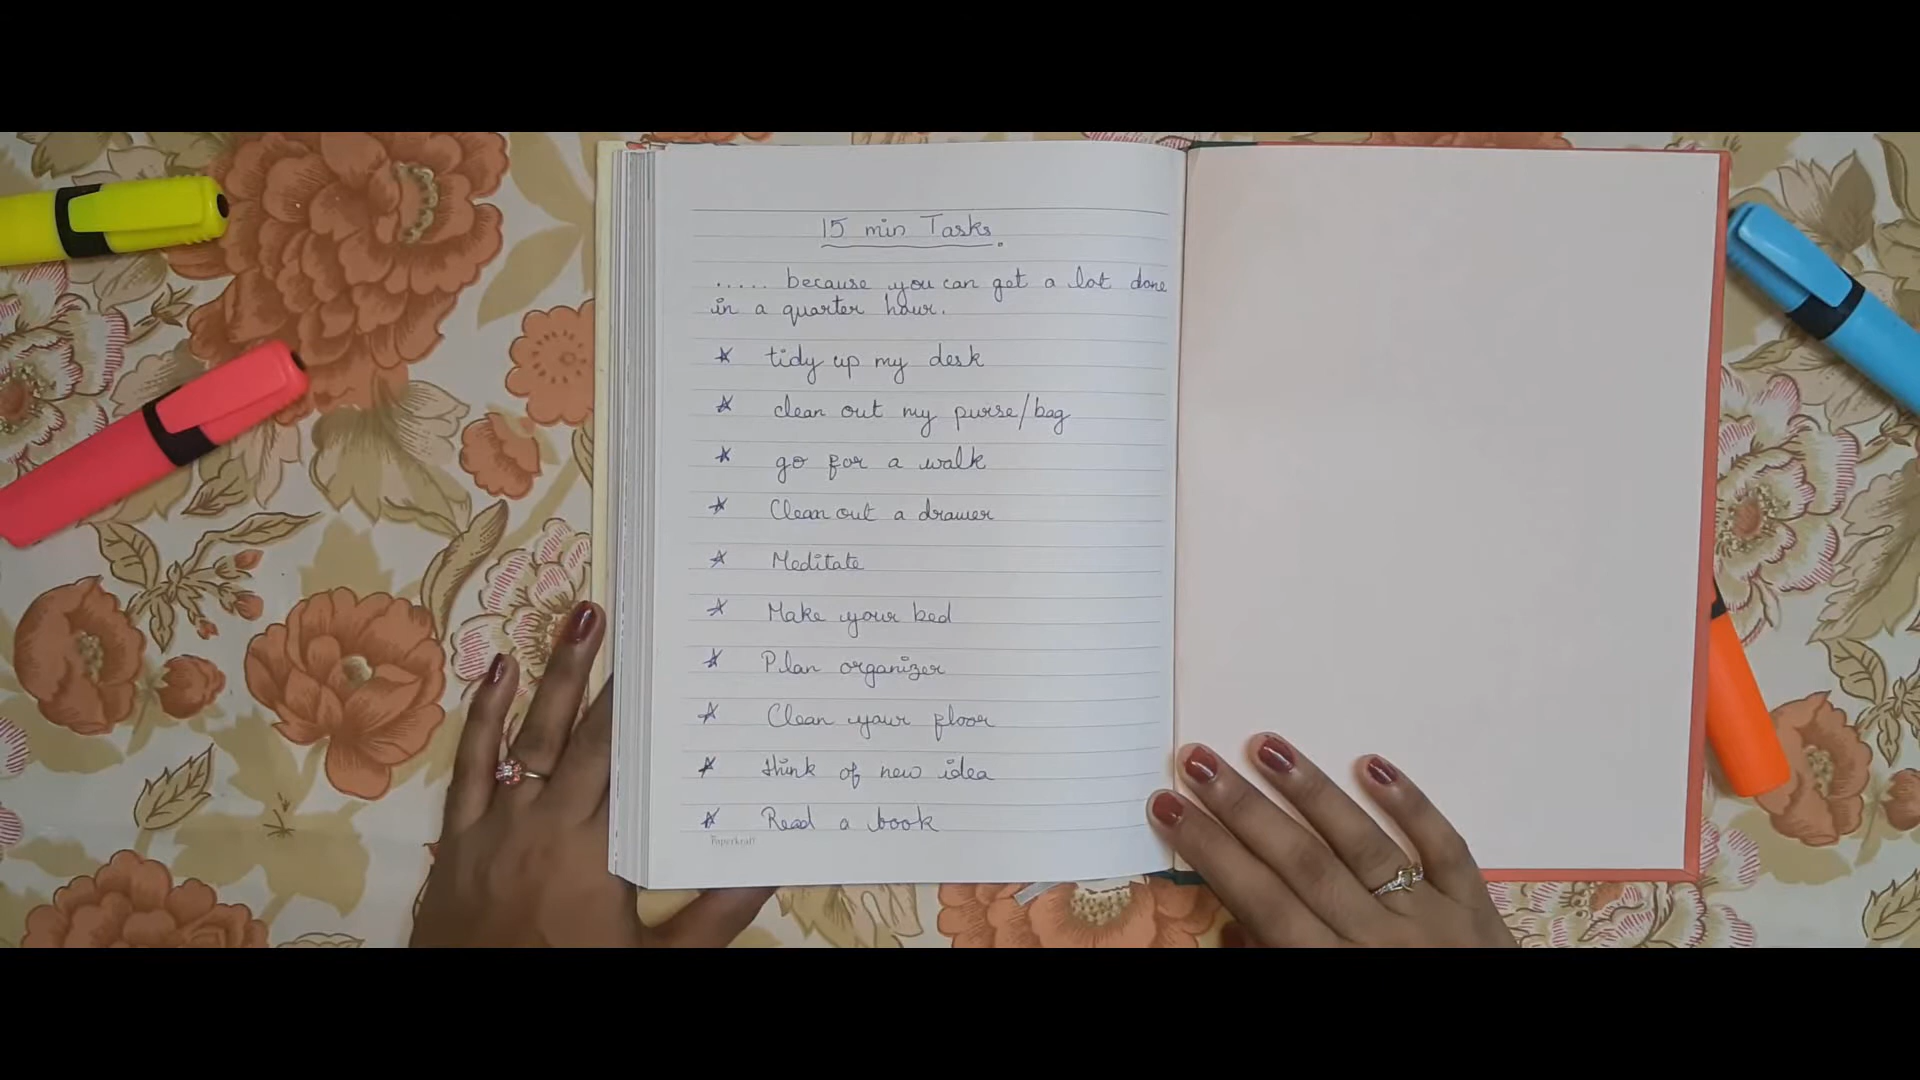 15 min Tasks.
..... because you can get a lot done
in a quarter hour.
☆ tidy up my desk
☆ clean out my purse/bag
☆ go for a walk
☆ Clean out a drawer
☆ Meditate
☆ Make your bed
☆ Plan organizer
☆ Clean your floor
☆ think of new idea
☆ Read a book
Paperkraft